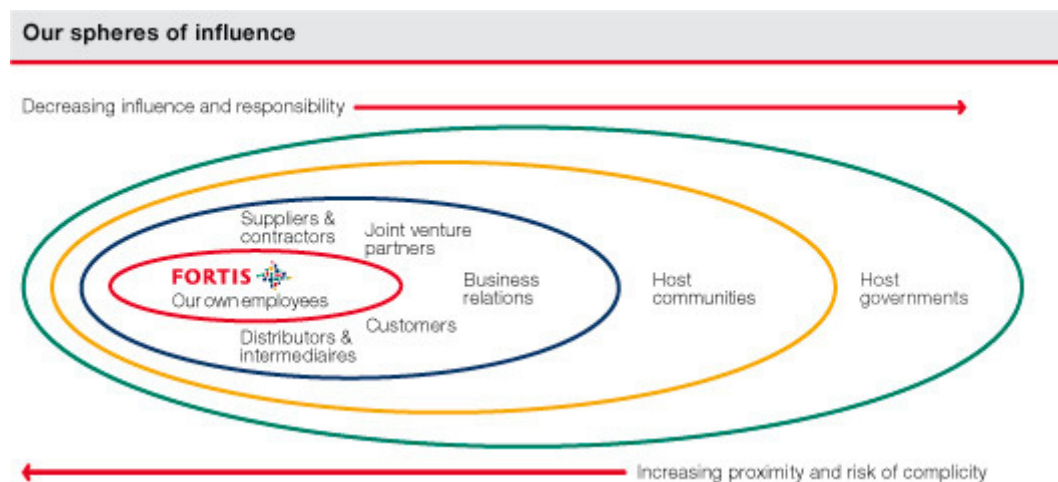 Our spheres of influence
Decreasing influence and responsibility
Suppliers &
contractors
Joint venture
partners
FORTIS
Our own employees
Business
relations
Host
communities
Host
governments
Customers
Distributors &
intermediaires
Increasing proximity and risk of complicity